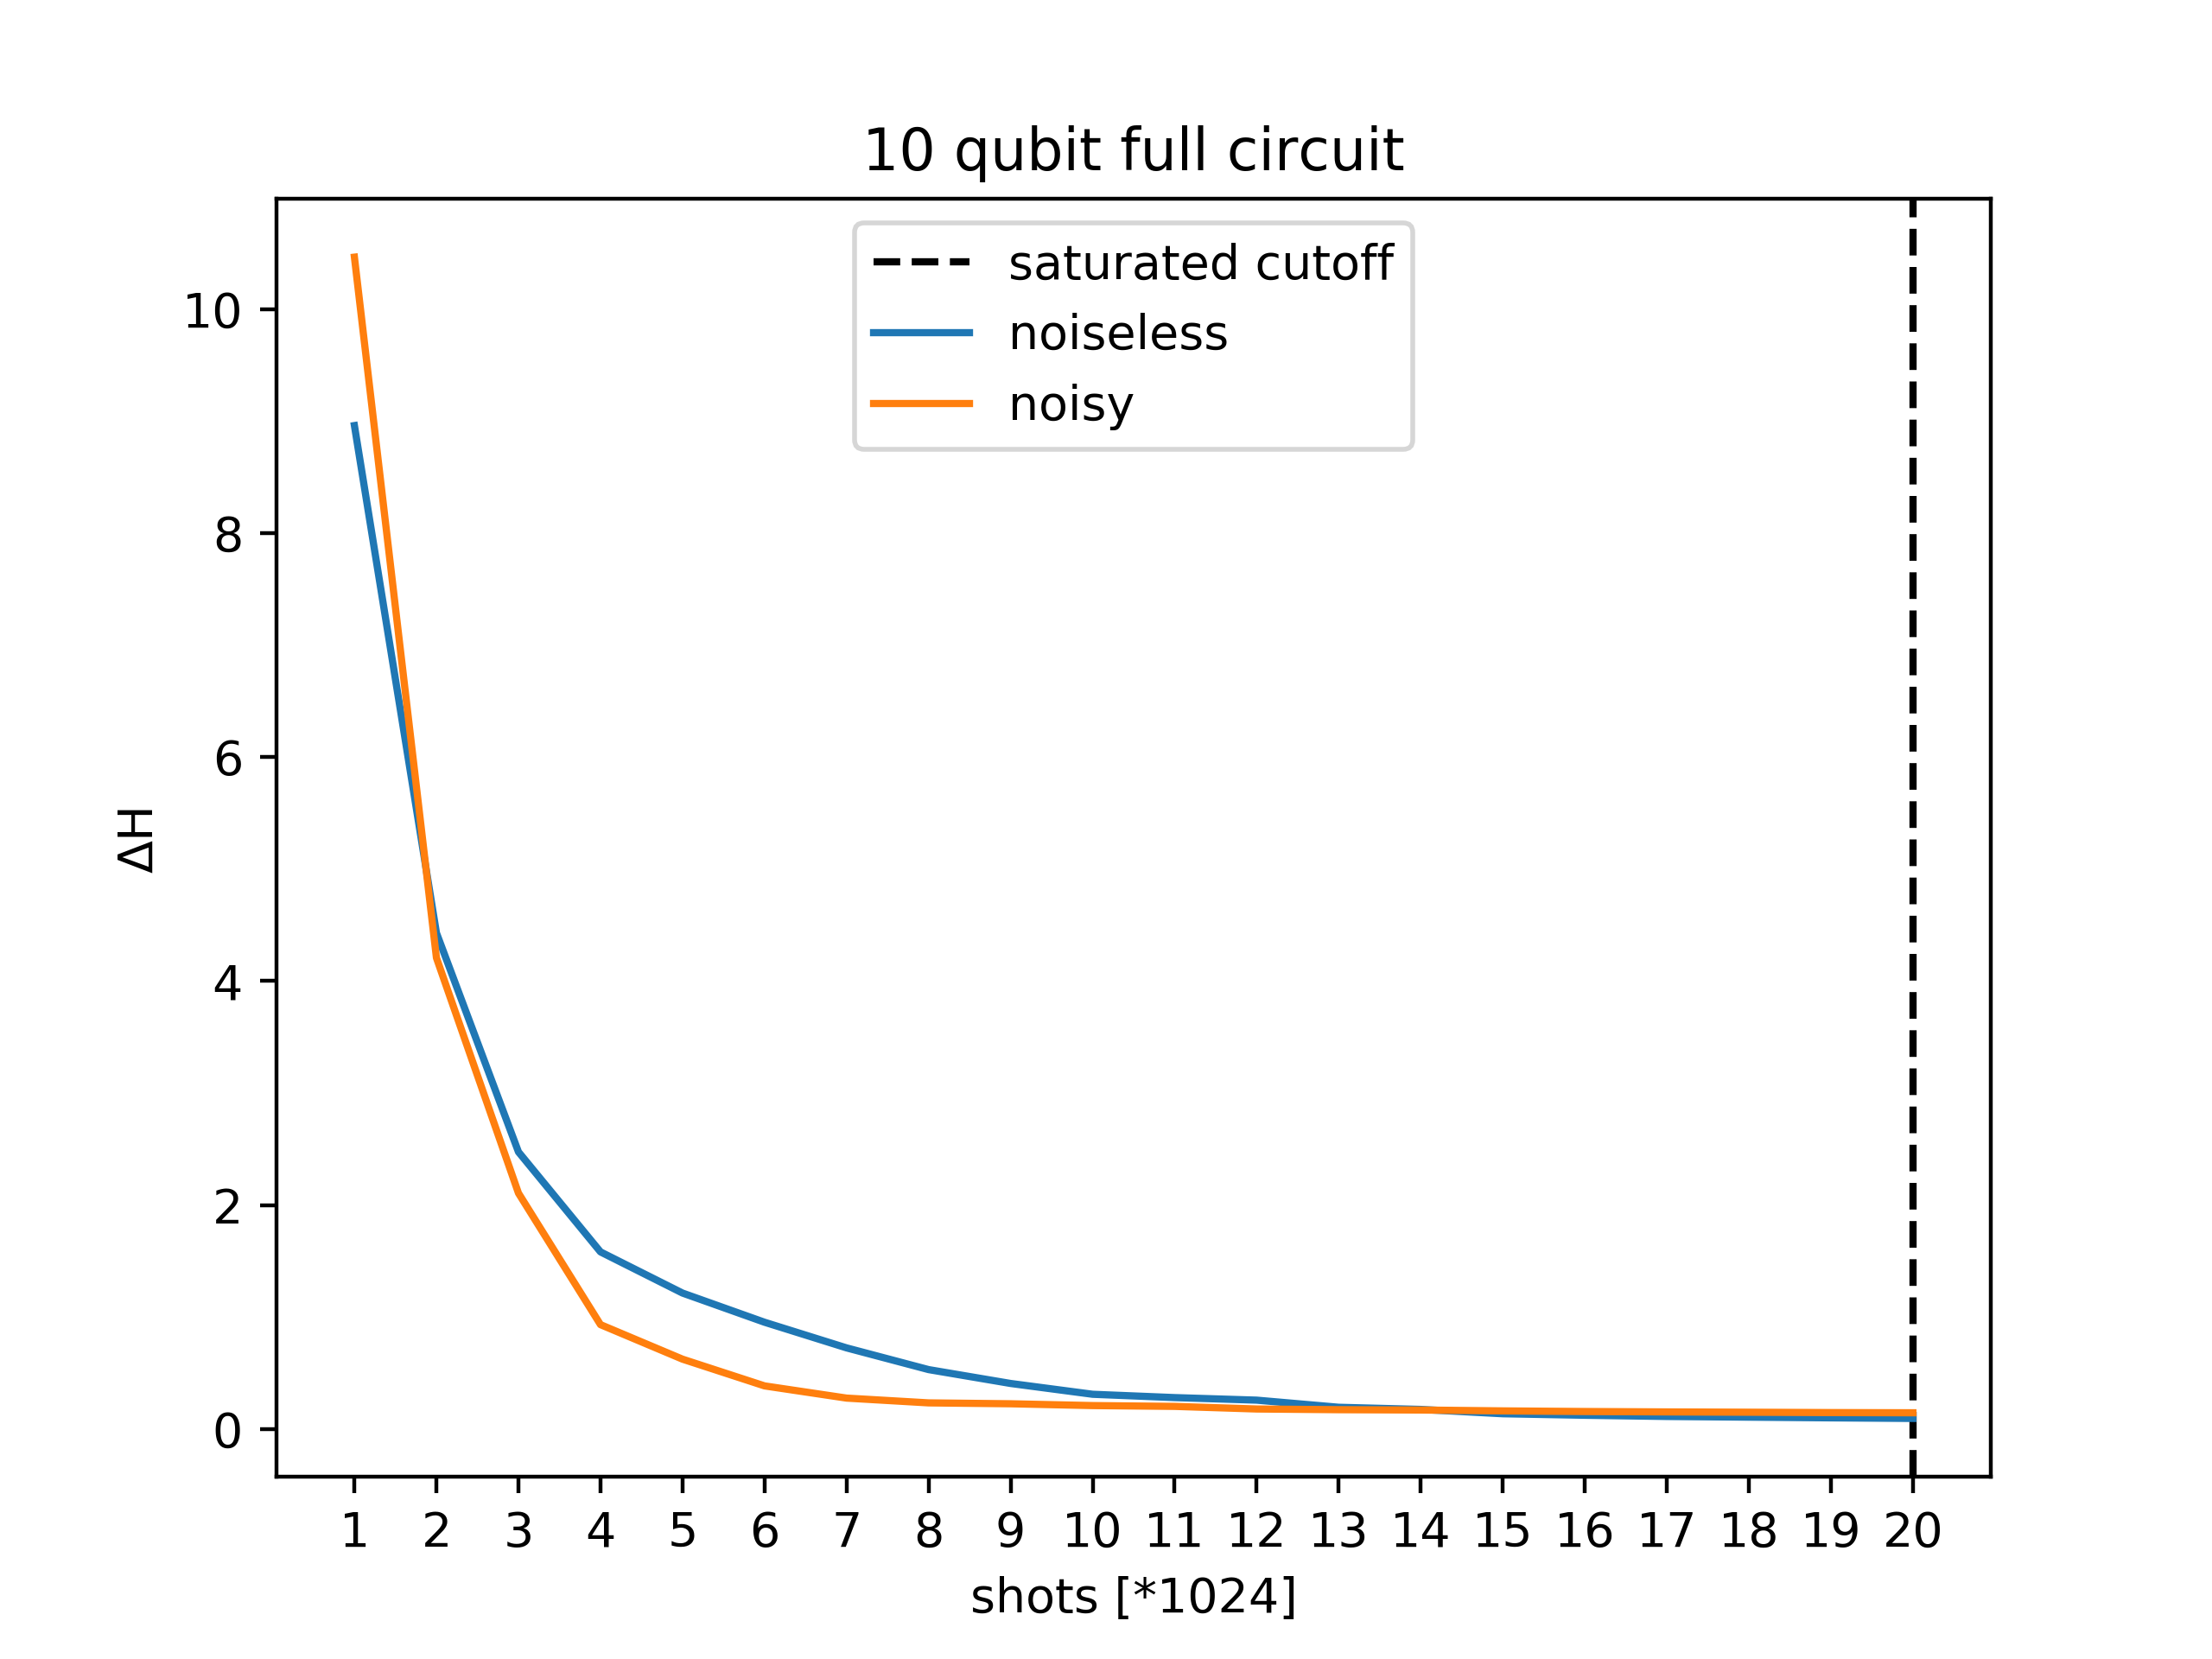 10 qubit full circuit
saturated cutoff
noiseless
noisy
10
8
6
4
2
0
ΔH
1 2 3 4 5 6 7 8 9 10 11 12 13 14 15 16 17 18 19 20
shots [*1024]